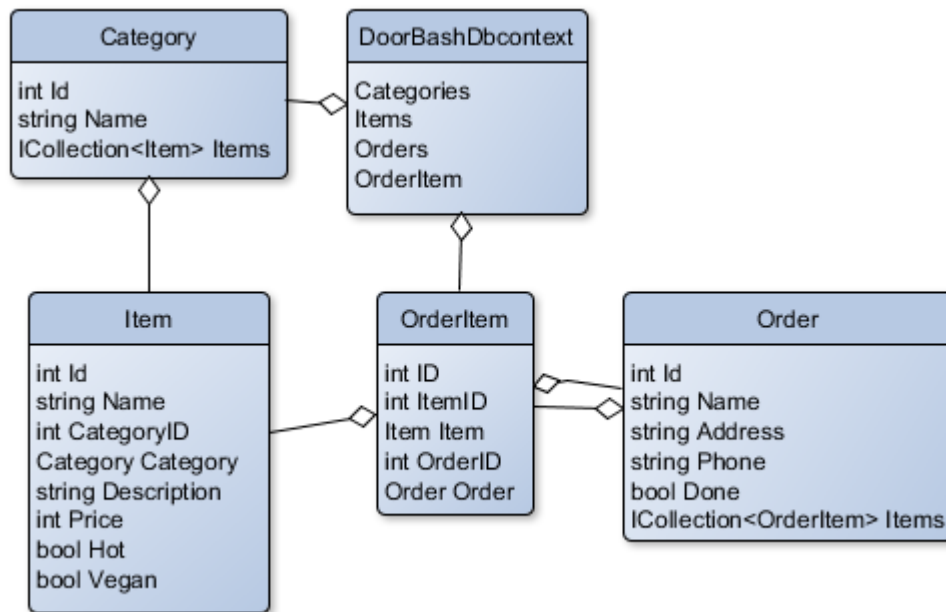 Category
int Id
string Name
ICollection<Item> Items
DoorBashDbcontext
Categories
Items
Orders
OrderItem
Item
int Id
string Name
int CategoryID
Category Category
string Description
int Price
bool Hot
bool Vegan
OrderItem
int ID
int ItemID
Item Item
int OrderID
Order Order
Order
int Id
string Name
string Address
string Phone
bool Done
ICollection<OrderItem> Items